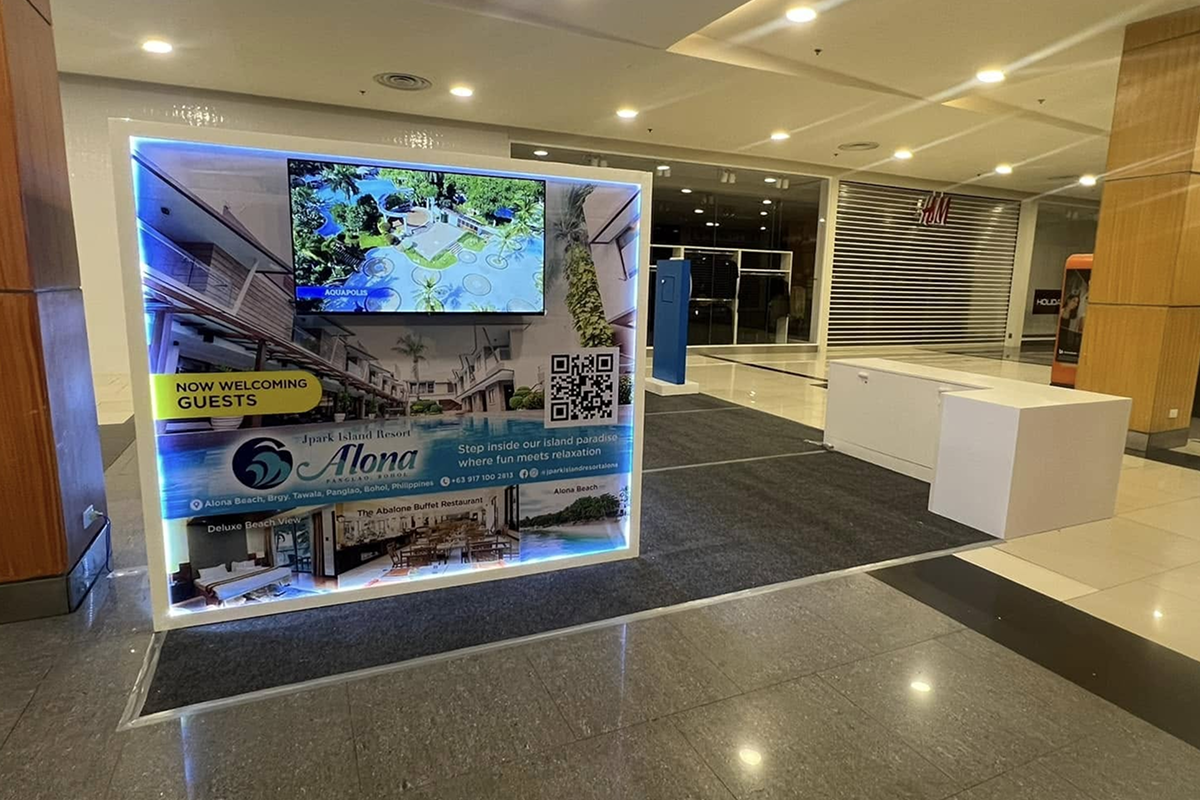 AQUAPOLIS
NOW WELCOMING
GUESTS
Jpark Island Resort
Alona
PANGLAO, BOHOL
Step inside our island paradise
where fun meets relaxation
+63 917 100 2813
@jparkislandresortalona
Alona Beach, Brgy. Tawala, Panglao, Bohol, Philippines
Deluxe Beach View
The Abalone Buffet Restaurant
Alona Beach
H&M
HOLIDA